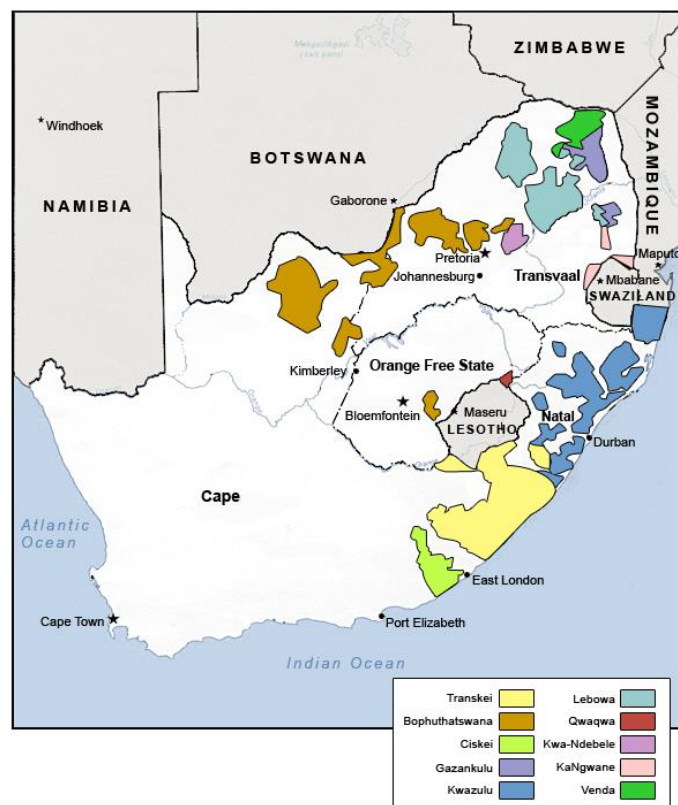 ZIMBABWE
Windhoek
MOZAMBIQUE
BOTSWANA
NAMIBIA
Gaborone
Pretoria
Maputo
Johannesburg
Transvaal
Mbabane
SWAZILAND
Kimberley
Orange Free State
Bloemfontein
Maseru
Natal
LESOTHO
Durban
Cape
Atlantic
Ocean
East London
Cape Town
Port Elizabeth
Indian Ocean
Transkei
Lebowa
Bophuthatswana
Qwaqwa
Ciskei
Kwa-Ndebele
Gazankulu
KaNgwane
Kwazulu
Venda